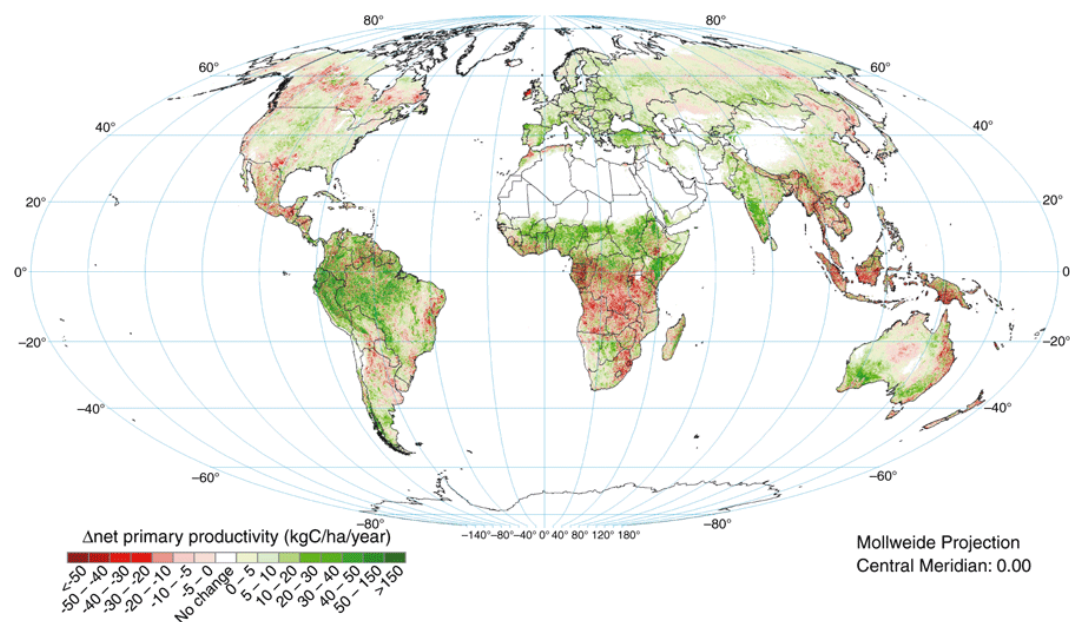 80° 80°
60° 60°
40° 40°
20° 20°
0° 0
–20° –20°
–40° –40°
–60° –60°
–80° –80°
–140°–80°–40° 0° 40° 80° 120° 180°
Δnet primary productivity (kgC/ha/year)
<-50
-50 – -40
-40 – -30
-30 – -20
-20 – -10
-10 – -5
-5 – 0
No change
0 – 5
5 – 10
10 – 20
20 – 30
30 – 40
40 – 50
50 – 150
>150
Mollweide Projection
Central Meridian: 0.00